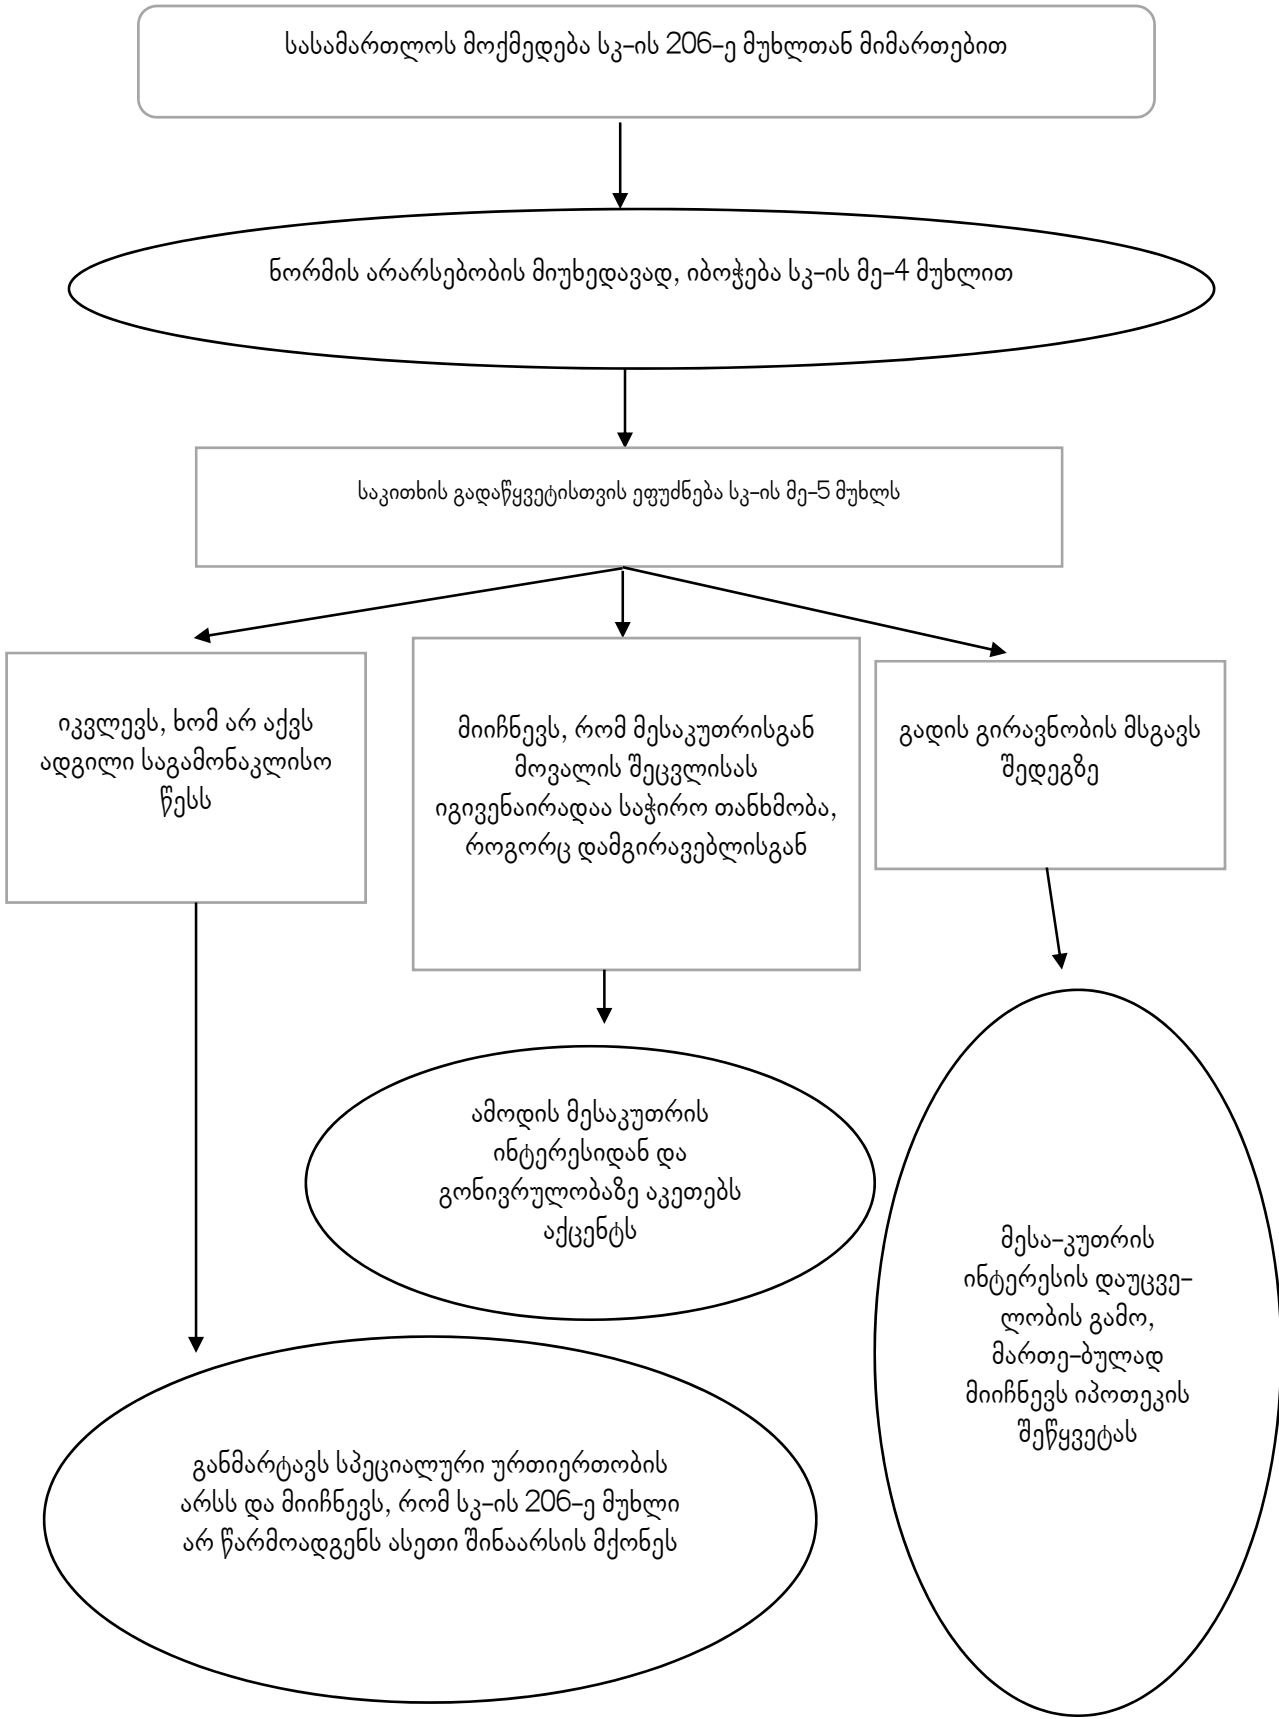 სასამართლოს მოქმედება სკ–ის 206–ე მუხლთან მიმართებით
ნორმის არარსებობის მიუხედავად, იბოჭება სკ–ის მე–4 მუხლით
საკითხის გადაწყვეტისთვის ეფუძნება სკ–ის მე–5 მუხლს
იკვლევს, ხომ არ აქვს
ადგილი საგამონაკლისო
წესს
მიიჩნევს, რომ მესაკუთრისგან
მოვალის შეცვლისას
იგივენაირადაა საჭირო თანხმობა,
როგორც დამგირავებლისგან
გადის გირავნობის მსგავს
შედეგზე
ამოდის მესაკუთრის
ინტერესიდან და
გონივრულობაზე აკეთებს
აქცენტს
მესა–კუთრის
ინტერესის დაუცვე–
ლობის გამო,
მართე–ბულად
მიიჩნევს იპოთეკის
შეწყვეტას
განმარტავს სპეციალური ურთიერთობის
არსს და მიიჩნევს, რომ სკ–ის 206–ე მუხლი
არ წარმოადგენს ასეთი შინაარსის მქონეს